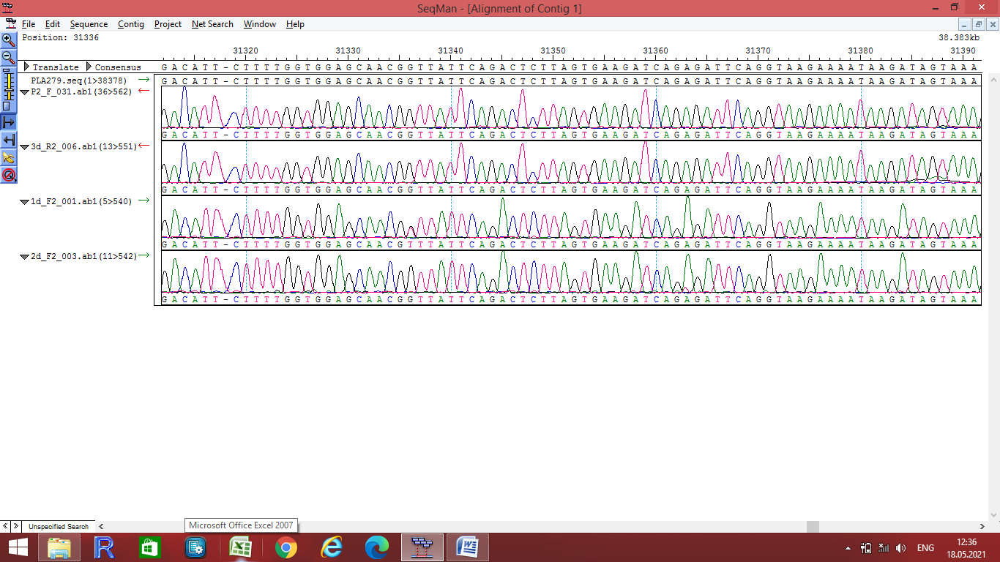 SeqMan - [Alignment of Contig 1]
File Edit Sequence Contig Project Net Search Window Help
Position: 31336 38.383kb
31320 31330 31340 31350 31360 31370 31380 31390
Translate Consensus GACATT-CTTTTGGTGGAGCAACGGTTATTCAGACTCTTAGTGAAGATCAGAGATTCAGGTAAGAAAATAAGATAGTAAA
PLA279.seq(1>38378) GACATT-CTTTTGGTGGAGCAACGGTTATTCAGACTCTTAGTGAAGATCAGAGATTCAGGTAAGAAAATAAGATAGTAAA
P2_F_031.ab1(36>562)
GACATT-CTTTTGGTGGAGCAACGGTTATTCAGACTCTTAGTGAAGATCAGAGATTCAGGTAAGAAAATAAGATAGTAAA
3d_R2_006.ab1(13>551)
GACATT-CTTTTGGTGGAGCAACGGTTATTCAGACTCTTAGTGAAGATCAGAGATTCAGGTAAGAAAATAAGATAGTAAA
1d_F2_001.ab1(5>540)
GACATT-CTTTTGGTGGAGCAACGTTTATTCAGACTCTTAGTGAAGATCAGAGATTCAGGTAAGAAAATAAGATAGTAAA
2d_F2_003.ab1(11>542)
GACATT-CTTTTGGTGGAGCAACGGTTATTCAGACTCTTAGTGAAGATCAGAGATTCAGGTAAGAAAATAAGATAGTAAA
Unspecified Search
Microsoft Office Excel 2007
ENG
12:36
18.05.2021